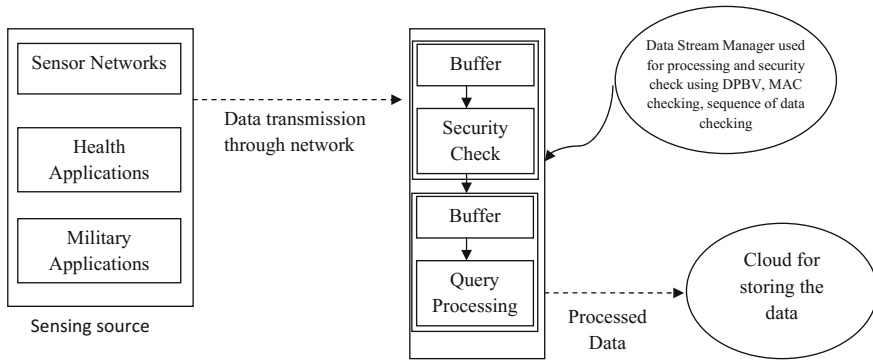 Sensor Networks
Health
Applications
Military
Applications
Sensing source
Data transmission
through network
Buffer
Security
Check
Buffer
Query
Processing
Data Stream Manager used
for processing and security
check using DPBV, MAC
checking, sequence of data
checking
Processed
Data
Cloud for
storing the
data